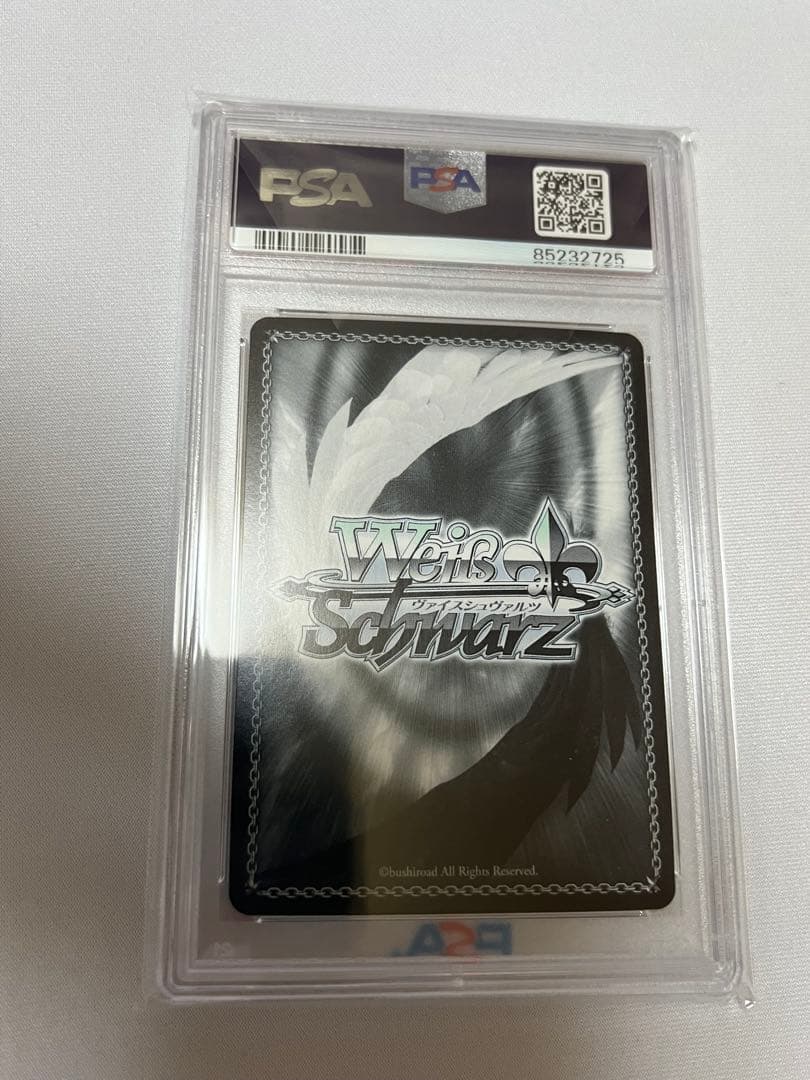 PSA
PSA
85232725
Weiß
ヴァイスシュヴァルツ
Schwarz
©bushiroad All Rights Reserved.
PSA